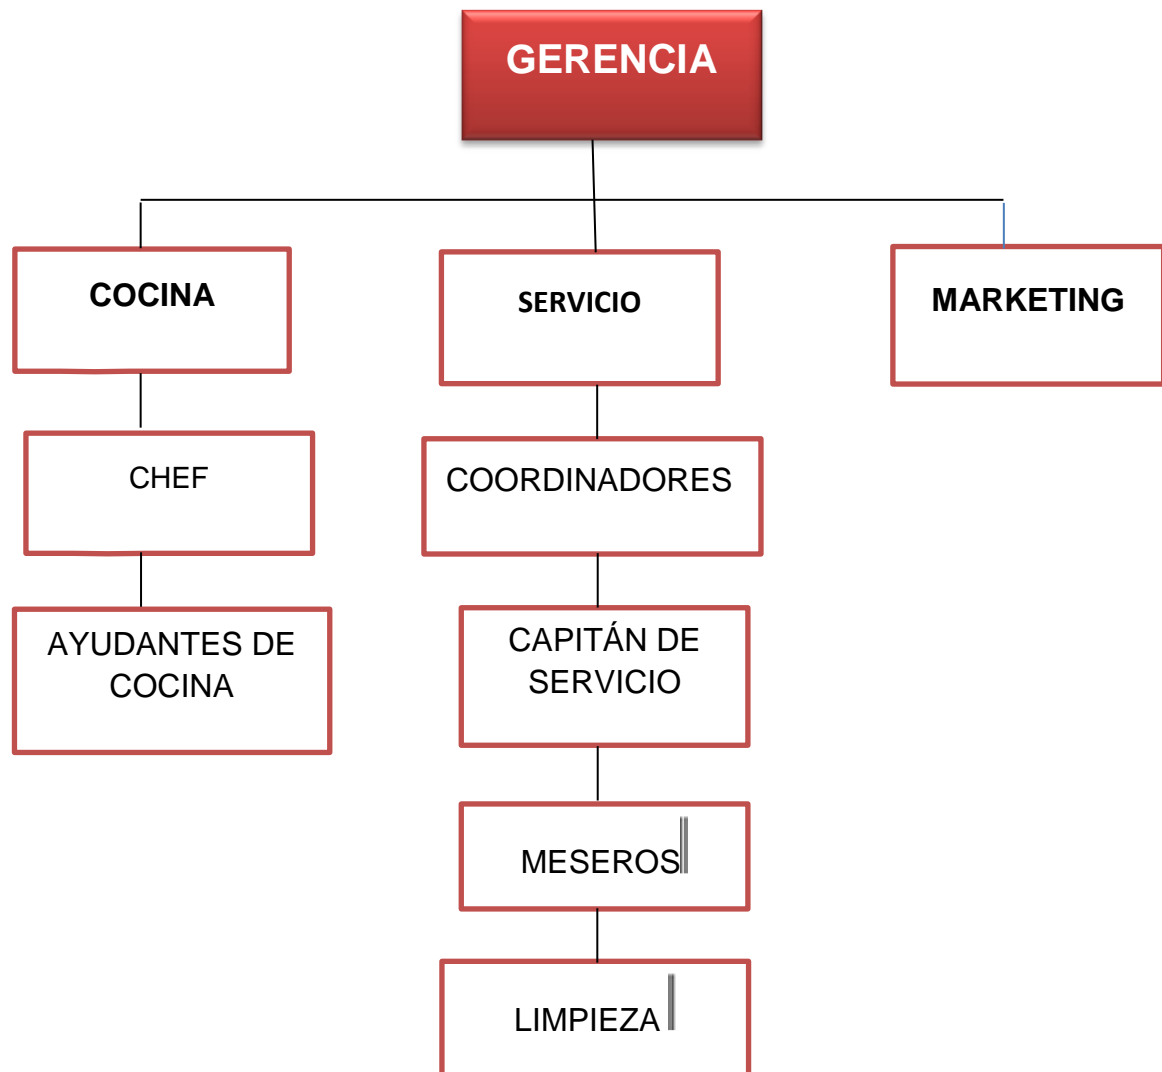 GERENCIA
COCINA
SERVICIO
MARKETING
CHEF
COORDINADORES
AYUDANTES DE
COCINA
CAPITÁN DE
SERVICIO
MESEROS
LIMPIEZA